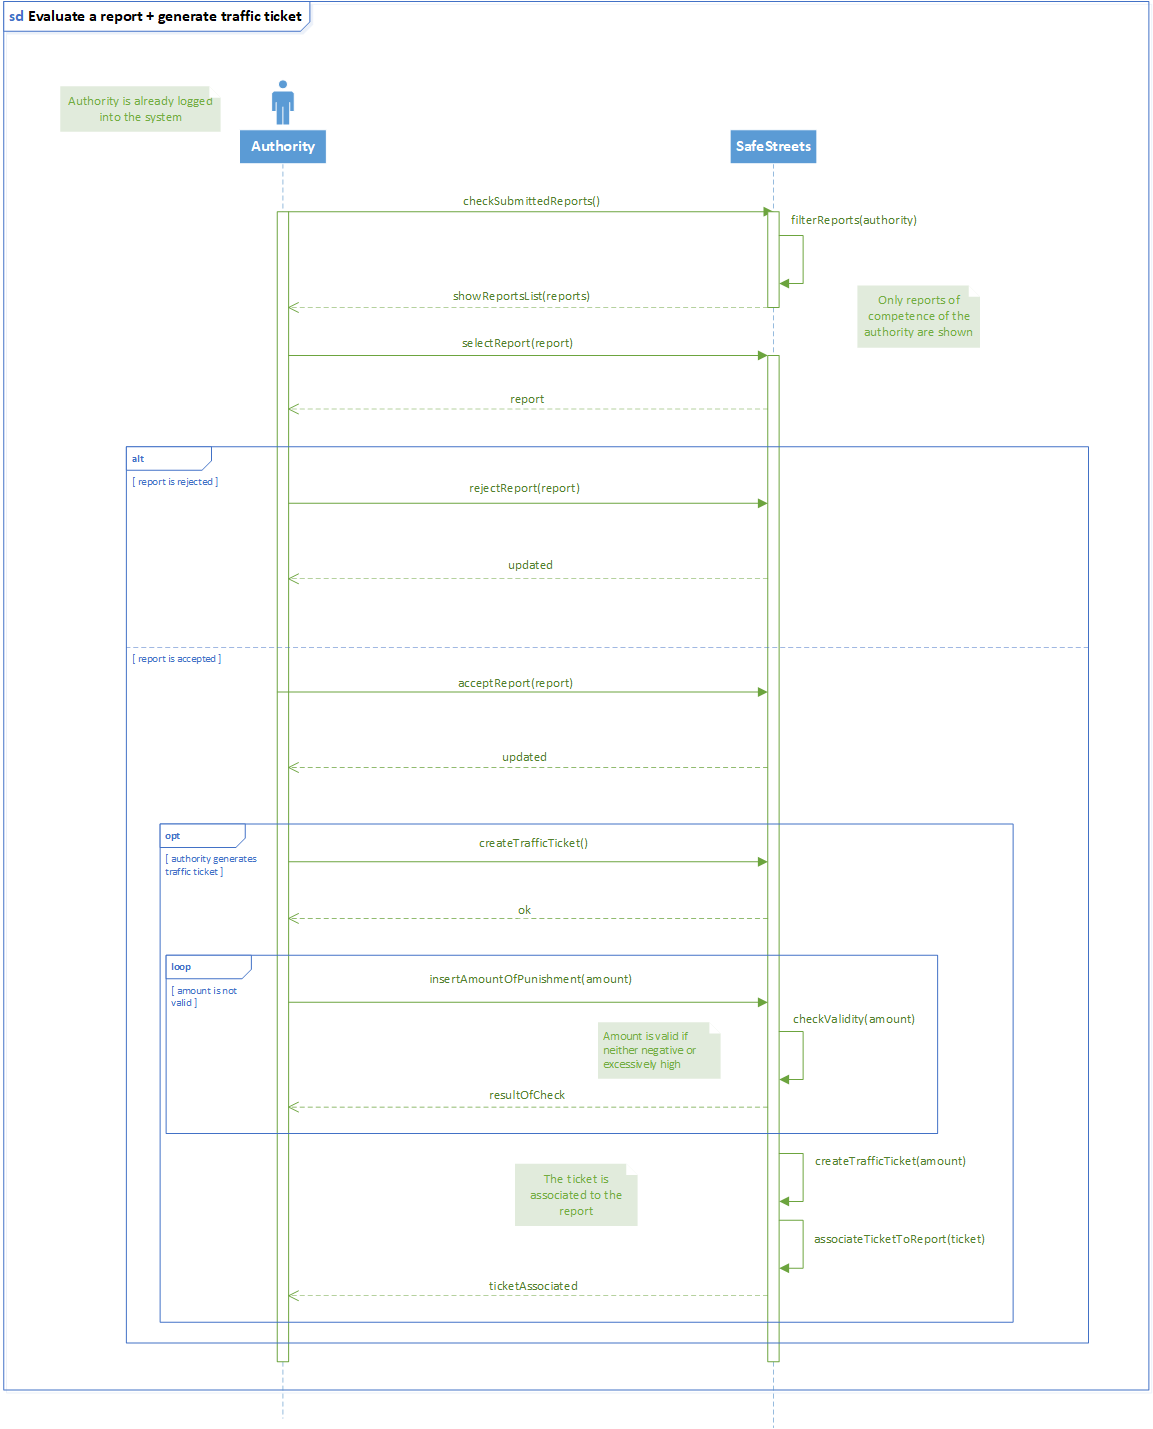 sd Evaluate a report + generate traffic ticket
Authority is already logged
into the system
Authority
SafeStreets
checkSubmittedReports()
filterReports(authority)
showReportsList(reports)
Only reports of
competence of the
authority are shown
selectReport(report)
report
alt
[ report is rejected ]
rejectReport(report)
updated
[ report is accepted ]
acceptReport(report)
updated
opt
[ authority generates
traffic ticket ]
createTrafficTicket()
ok
loop
[ amount is not
valid ]
insertAmountOfPunishment(amount)
checkValidity(amount)
Amount is valid if
neither negative or
excessively high
resultOfCheck
createTrafficTicket(amount)
The ticket is
associated to the
report
associateTicketToReport(ticket)
ticketAssociated